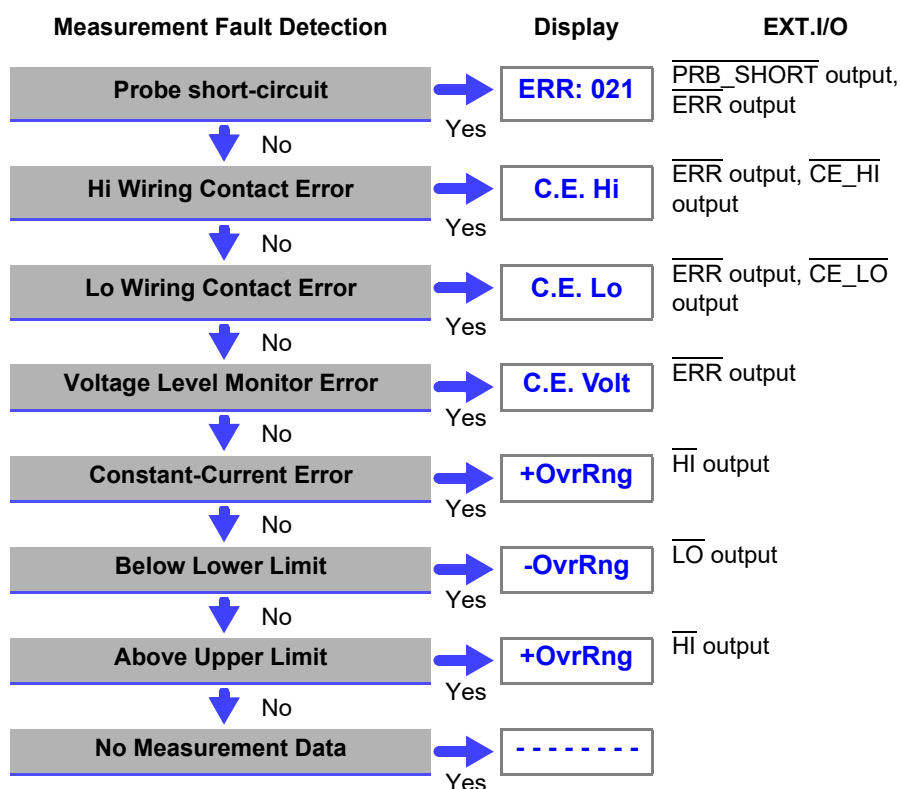 Measurement Fault Detection Display EXT.I/O
Probe short-circuit ERR: 021 PRB_SHORT output,
ERR output
Yes
No
Hi Wiring Contact Error C.E. Hi ERR output, CE_HI
output
Yes
No
Lo Wiring Contact Error C.E. Lo ERR output, CE_LO
output
Yes
No
Voltage Level Monitor Error C.E. Volt ERR output
Yes
No
Constant-Current Error +OvrRng HI output
Yes
No
Below Lower Limit -OvrRng LO output
Yes
No
Above Upper Limit +OvrRng HI output
Yes
No
No Measurement Data - - - - - - - -
Yes